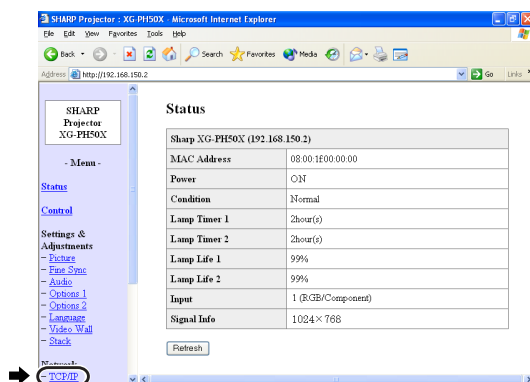 SHARP Projector : XG-PH50X - Microsoft Internet Explorer
File Edit View Favorites Tools Help
Back Search Favorites Media
Address http://192.168.150.2 Go Links
SHARP
Projector
XG-PH50X
- Menu -
Status
Control
Settings &
Adjustments
- Picture
- Fine Sync
- Audio
- Options 1
- Options 2
- Language
- Video Wall
- Stack
Network
- TCP/IP
Status
Sharp XG-PH50X (192.168.150.2)
MAC Address 08:00:1f:00:00:00
Power ON
Condition Normal
Lamp Timer 1 2hour(s)
Lamp Timer 2 2hour(s)
Lamp Life 1 99%
Lamp Life 2 99%
Input 1 (RGB/Component)
Signal Info 1024×768
Refresh